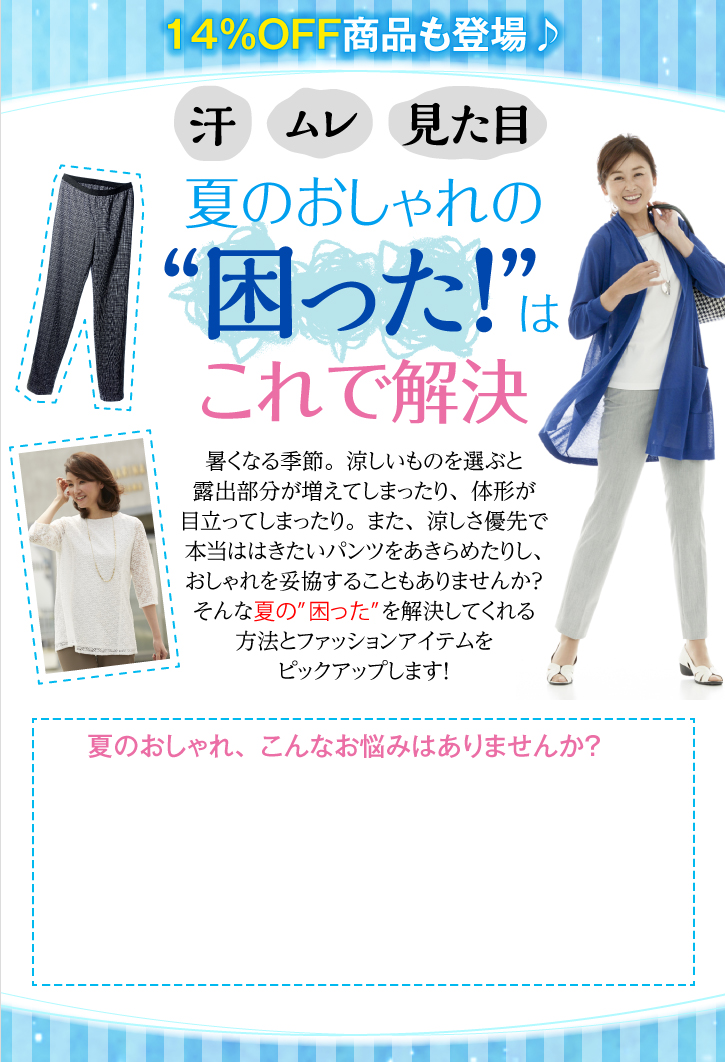 14%OFF商品も登場♪
汗 ムレ 見た目
夏のおしゃれの
“困った!”は
これで解決
暑くなる季節。涼しいものを選ぶと
露出部分が増えてしまったり、体形が
目立ってしまったり。また、涼しさ優先で
本当ははきたいパンツをあきらめたりし、
おしゃれを妥協することもありませんか?
そんな夏の”困った”を解決してくれる
方法とファッションアイテムを
ピックアップします!
夏のおしゃれ、こんなお悩みはありませんか?